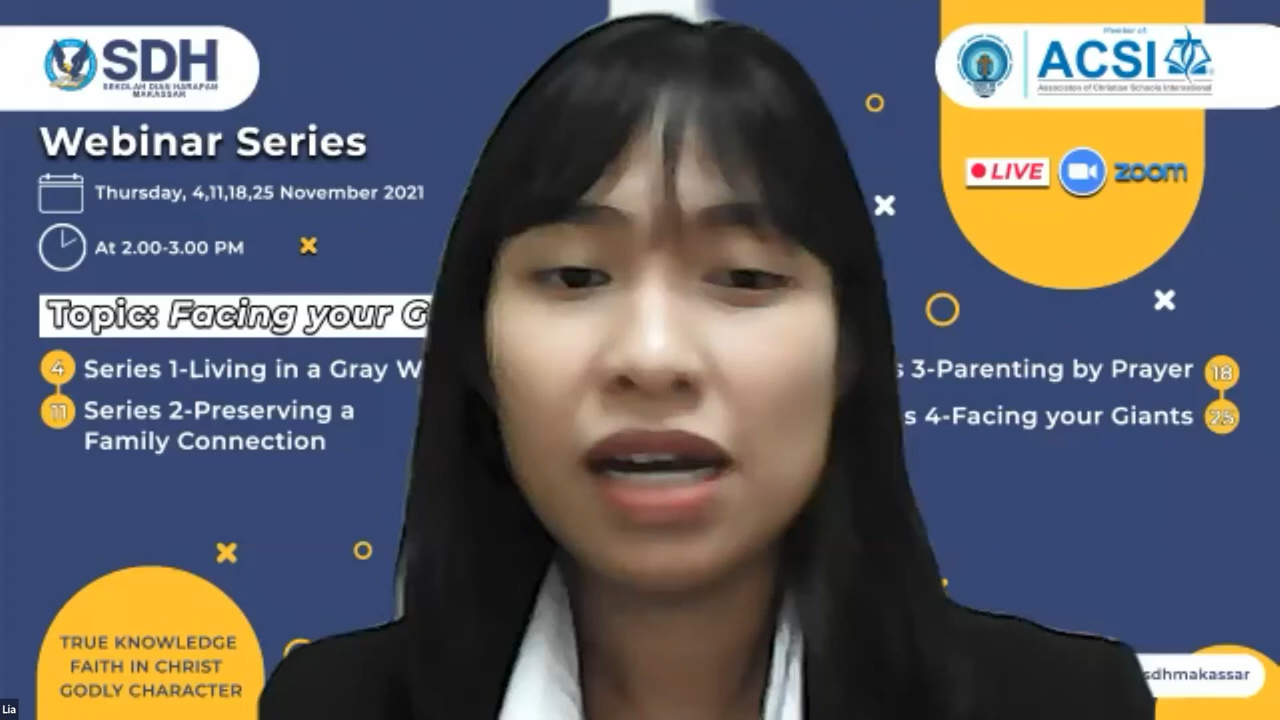 SDH
SEKOLAH DIAN HARAPAN
MAKASSAR
Member of
ACSI
Association of Christian Schools International
Webinar Series
Thursday, 4,11,18,25 November 2021
LIVE
zoom
At 2.00-3.00 PM
Topic: Facing your G
4 Series 1-Living in a Gray W
11 Series 2-Preserving a
Family Connection
s 3-Parenting by Prayer 18
s 4-Facing your Giants 25
TRUE KNOWLEDGE
FAITH IN CHRIST
GODLY CHARACTER
sdhmakassar
Lia